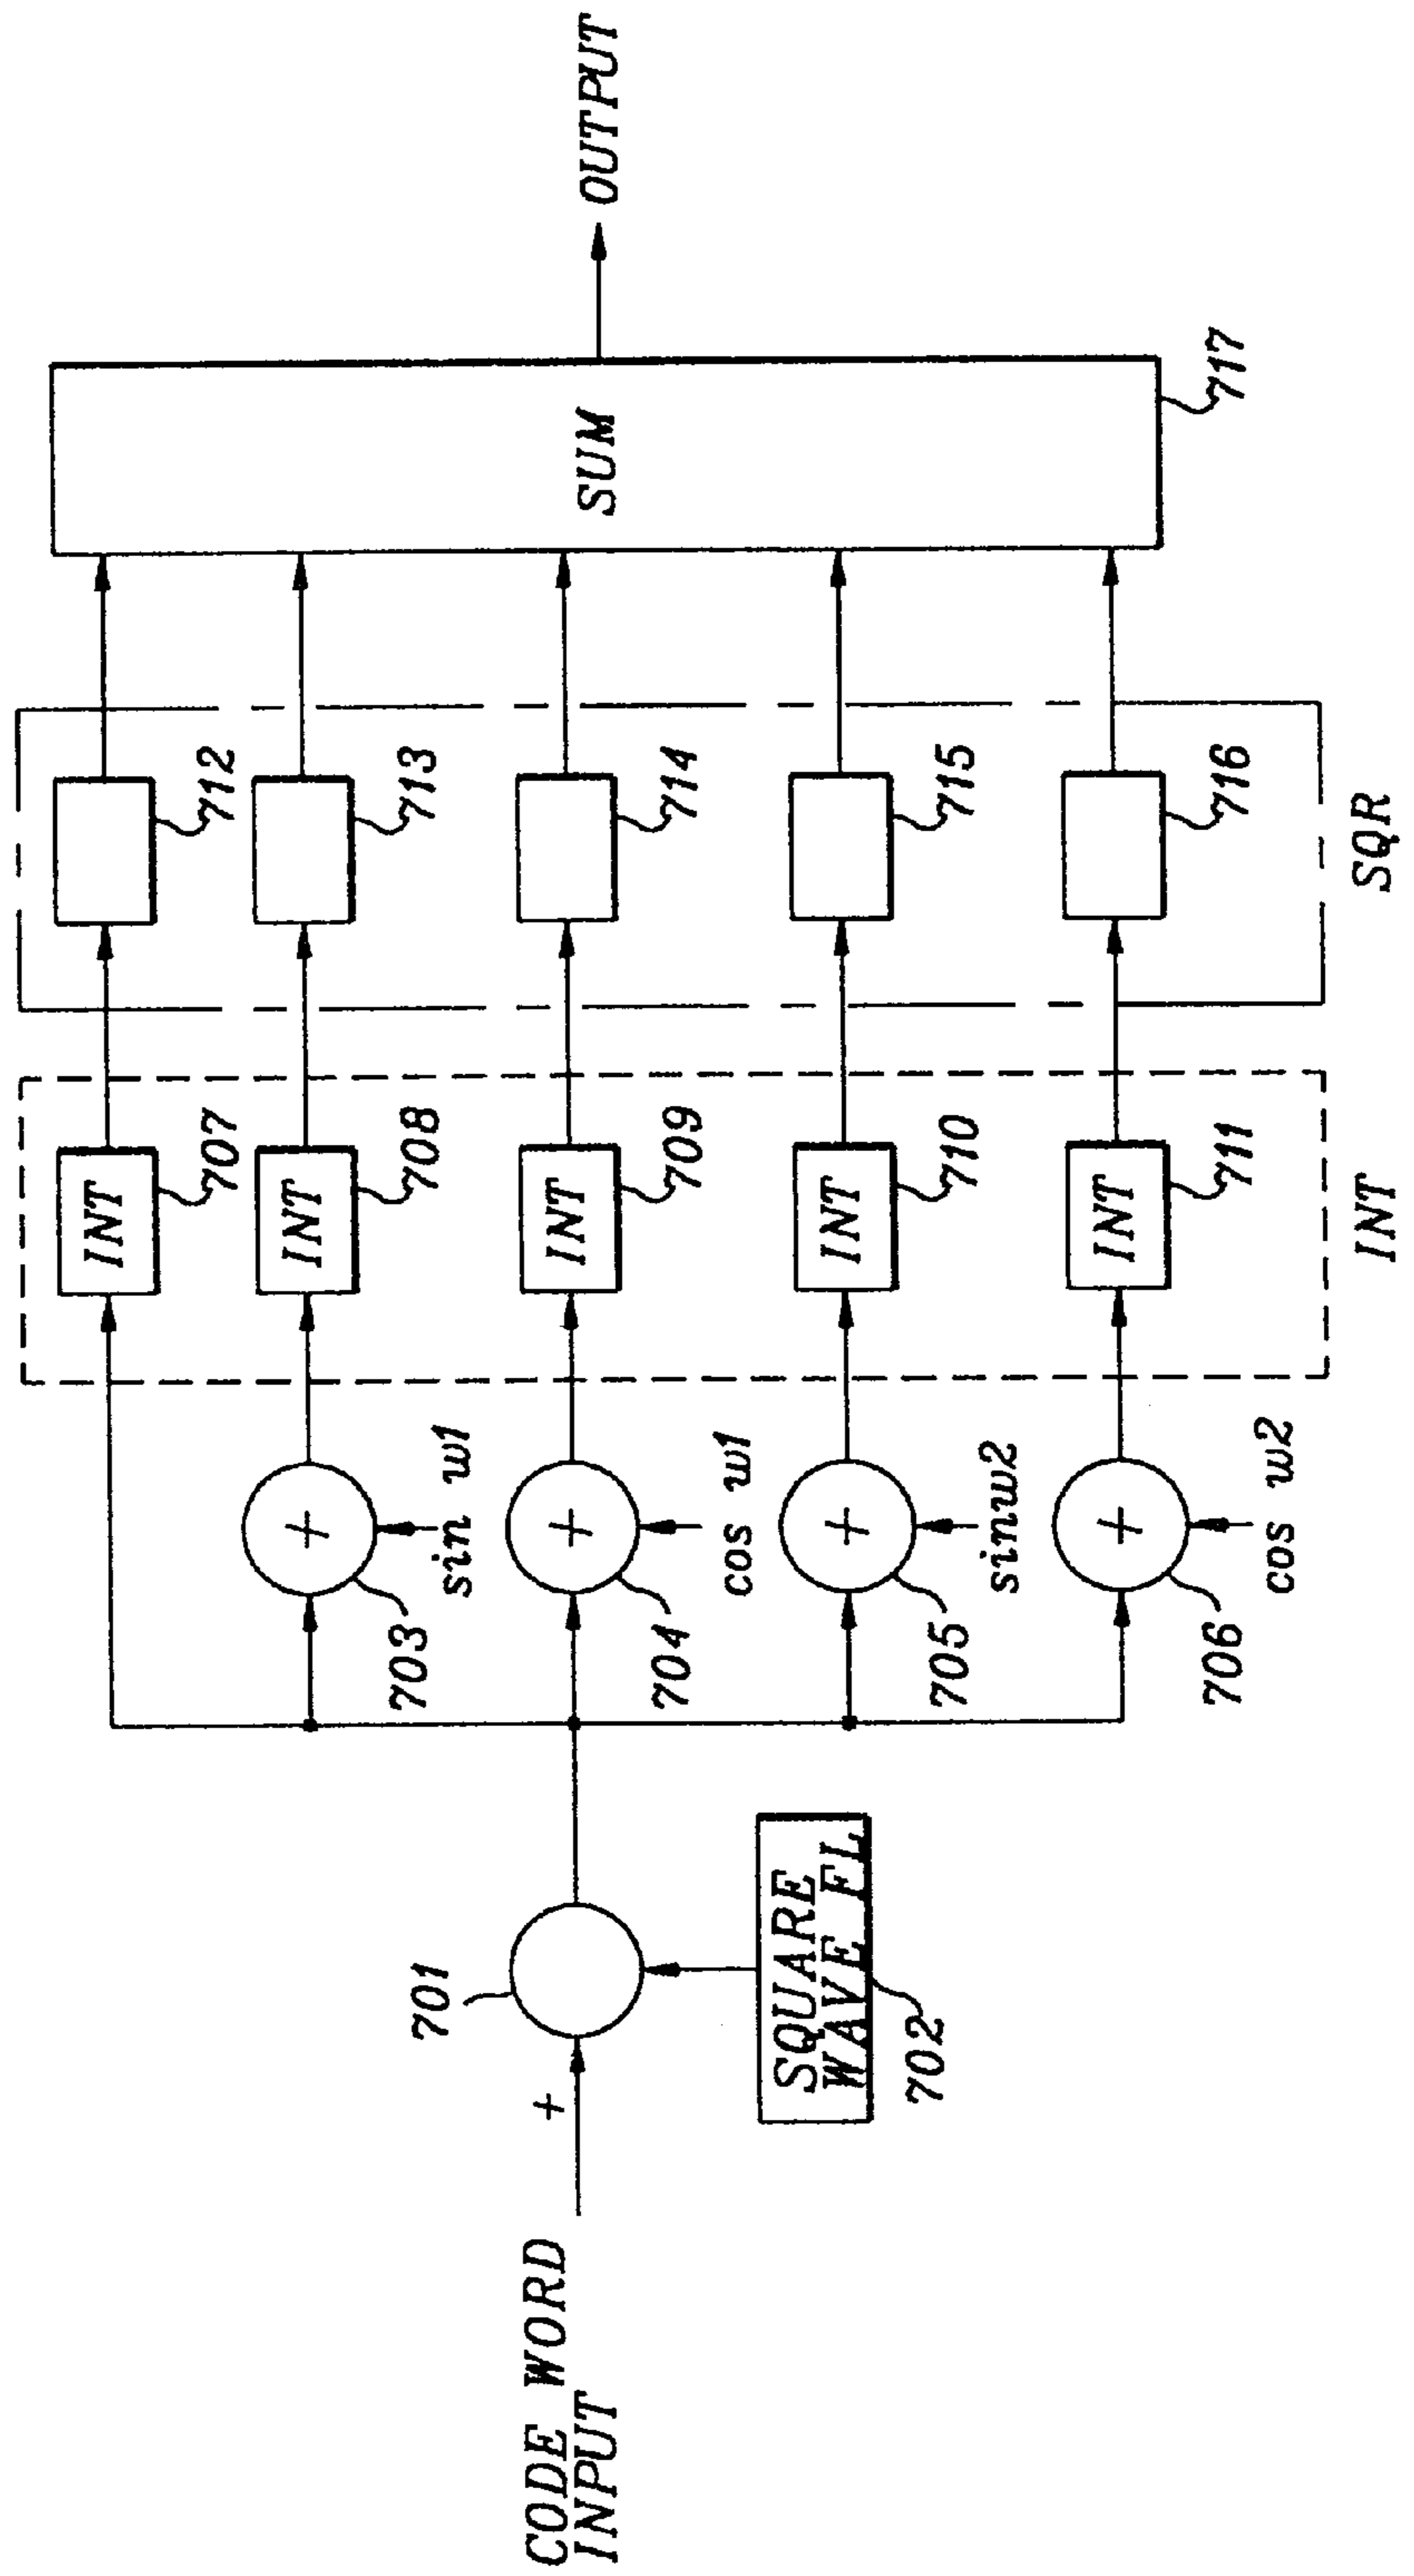 CODE WORD
INPUT
+
701
SQUARE
WAVE FL
702
703
+
sin w1
704
+
cos w1
705
+
sinw2
706
+
cos w2
INT
707
INT
708
INT
709
INT
710
INT
711
INT
712
713
714
715
716
SQR
SUM
717
OUTPUT